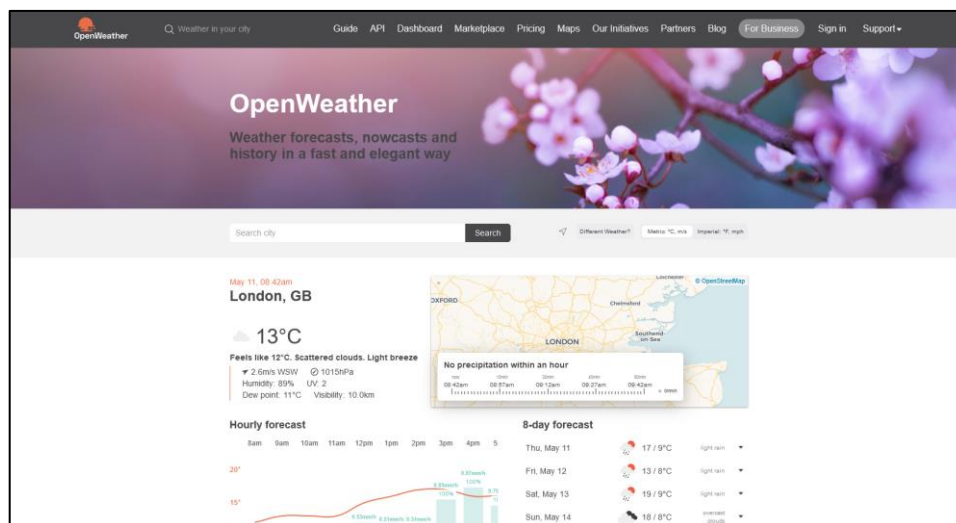 OpenWeather
Weather in your city
Guide API Dashboard Marketplace Pricing Maps Our Initiatives Partners Blog For Business Sign in Support
OpenWeather
Weather forecasts, nowcasts and
history in a fast and elegant way
Search city
Search
Different Weather? Metric: °C, m/s Imperial: °F, mph
May 11, 08:42am
London, GB
13°C
Feels like 12°C. Scattered clouds. Light breeze
2.6m/s WSW 1015hPa
Humidity: 89% UV: 2
Dew point: 11°C Visibility: 10.0km
© OpenStreetMap
OXFORD
Chelmsford
Southend-
on-Sea
LONDON
No precipitation within an hour
08:42am 08:57am 09:12am 09:27am 09:42am
Hourly forecast
8am 9am 10am 11am 12pm 1pm 2pm 3pm 4pm 5
20°
15°
100%
8-day forecast
Thu, May 11 17 / 9°C light rain
Fri, May 12 13 / 8°C light rain
Sat, May 13 19 / 9°C light rain
Sun, May 14 18 / 8°C overcast
clouds